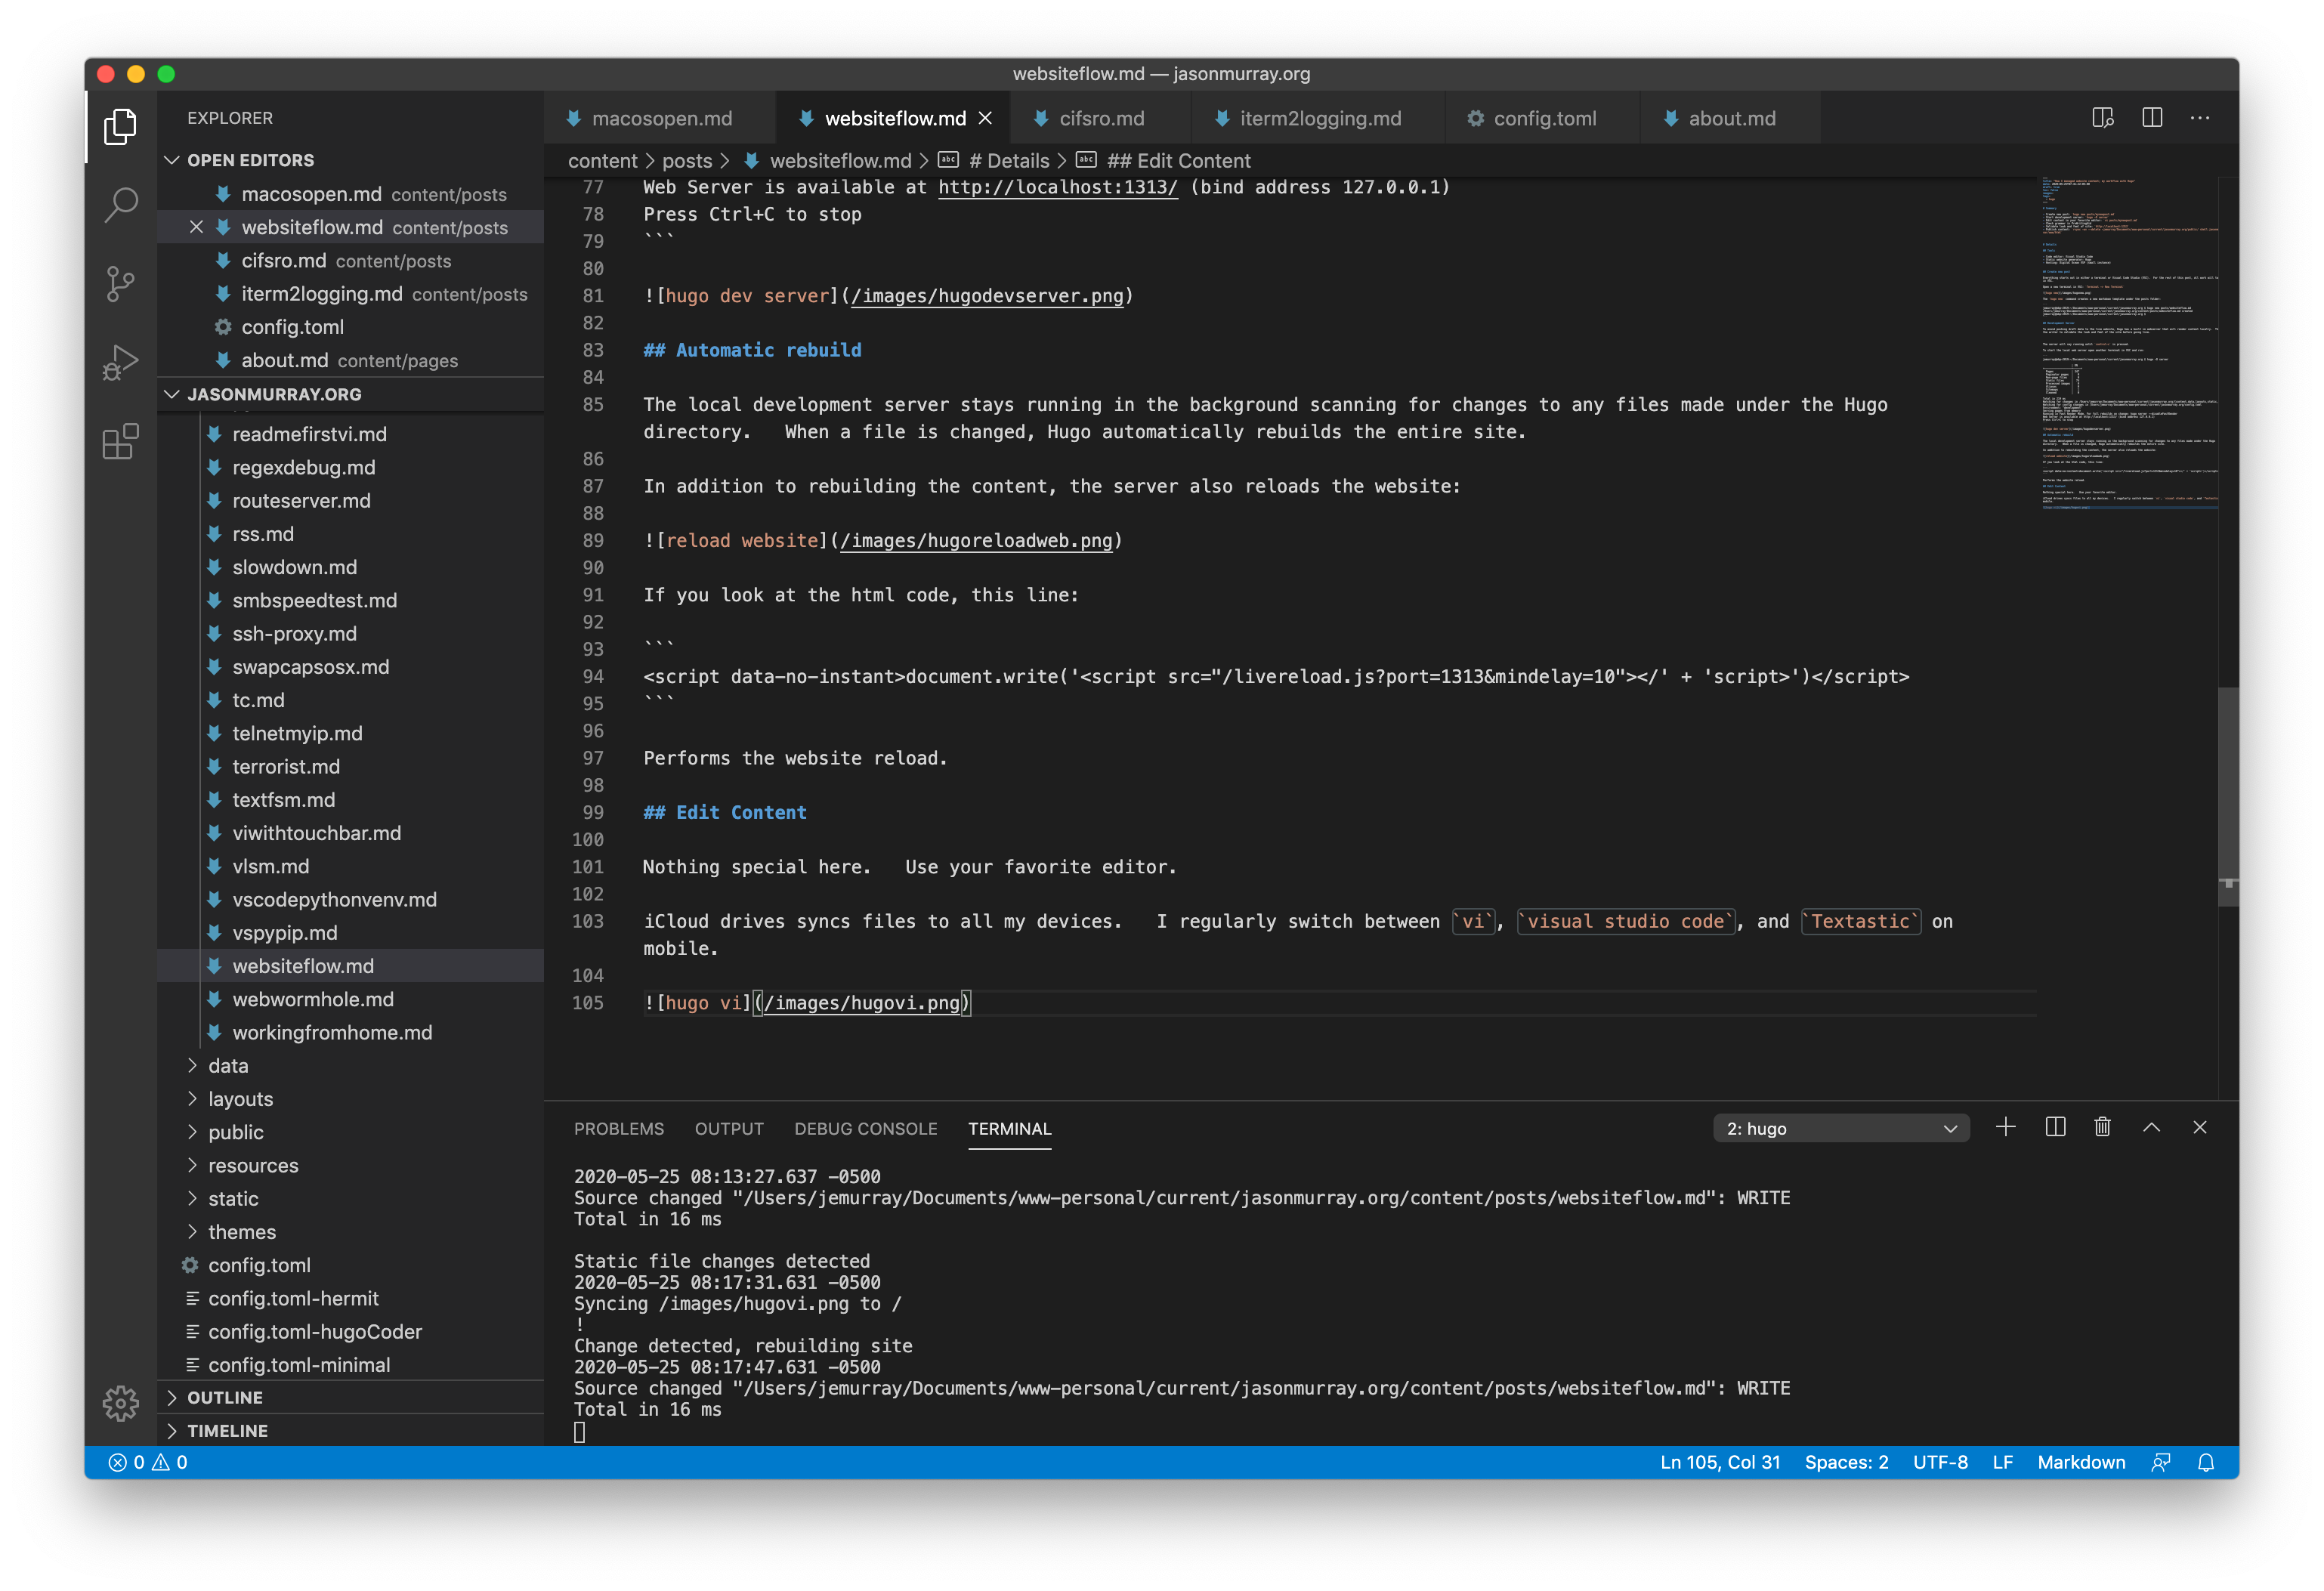 websiteflow.md — jasonmurray.org
EXPLORER
OPEN EDITORS
macosopen.md content/posts
websiteflow.md content/posts
cifsro.md content/posts
iterm2logging.md content/posts
config.toml
about.md content/pages
JASONMURRAY.ORG
readmefirstvi.md
regexdebug.md
routeserver.md
rss.md
slowdown.md
smbspeedtest.md
ssh-proxy.md
swapcapsosx.md
tc.md
telnetmyip.md
terrorist.md
textfsm.md
viwithtouchbar.md
vlsm.md
vscodepythonvenv.md
vspypip.md
websiteflow.md
webwormhole.md
workingfromhome.md
data
layouts
public
resources
static
themes
config.toml
config.toml-hermit
config.toml-hugoCoder
config.toml-minimal
OUTLINE
TIMELINE
macosopen.md websiteflow.md cifsro.md iterm2logging.md config.toml about.md
content > posts > websiteflow.md > # Details > ## Edit Content
77 Web Server is available at http://localhost:1313/ (bind address 127.0.0.1)
78 Press Ctrl+C to stop
79 ```
80
81 ![hugo dev server](/images/hugodevserver.png)
82
83 ## Automatic rebuild
84
85 The local development server stays running in the background scanning for changes to any files made under the Hugo
directory.   When a file is changed, Hugo automatically rebuilds the entire site.
86
87 In addition to rebuilding the content, the server also reloads the website:
88
89 ![reload website](/images/hugoreloadweb.png)
90
91 If you look at the html code, this line:
92
93 ```
94 <script data-no-instant>document.write('<script src="/livereload.js?port=1313&mindelay=10"></' + 'script>')</script>
95 ```
96
97 Performs the website reload.
98
99 ## Edit Content
100
101 Nothing special here.   Use your favorite editor.
102
103 iCloud drives syncs files to all my devices.   I regularly switch between `vi`, `visual studio code`, and `Textastic` on
mobile.
104
105 ![hugo vi](/images/hugovi.png)
PROBLEMS OUTPUT DEBUG CONSOLE TERMINAL 2: hugo
2020-05-25 08:13:27.637 -0500
Source changed "/Users/jemurray/Documents/www-personal/current/jasonmurray.org/content/posts/websiteflow.md": WRITE
Total in 16 ms
Static file changes detected
2020-05-25 08:17:31.631 -0500
Syncing /images/hugovi.png to /
!
Change detected, rebuilding site
2020-05-25 08:17:47.631 -0500
Source changed "/Users/jemurray/Documents/www-personal/current/jasonmurray.org/content/posts/websiteflow.md": WRITE
Total in 16 ms
0 0 Ln 105, Col 31 Spaces: 2 UTF-8 LF Markdown